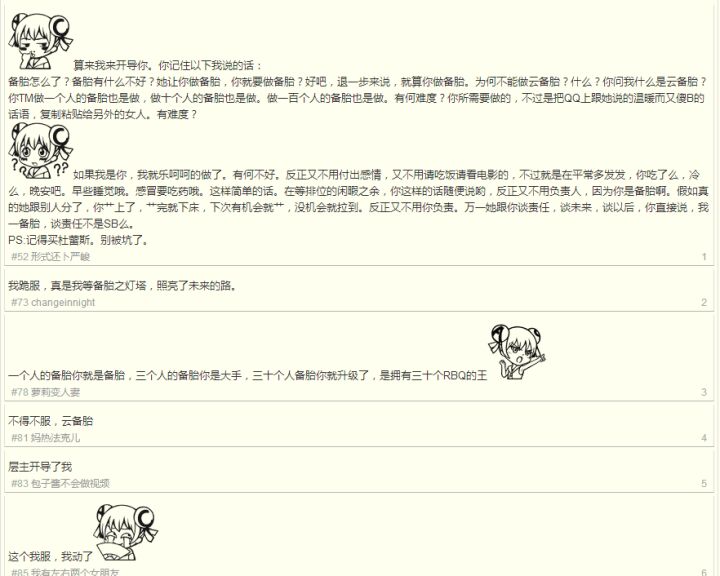 算来我来开导你。你记住以下我说的话：
备胎怎么了？备胎有什么不好？她让你做备胎，你就要做备胎？好吧，退一步来说，就算你做备胎。为何不能做云备胎？什么？你问我什么是云备胎？
你TM做一个人的备胎也是做，做十个人的备胎也是做。做一百个人的备胎也是做。有何难度？你所需要做的，不过是把QQ上跟她说的温暖而又傻B的
话语，复制粘贴给另外的女人。有难度？
如果我是你，我就乐呵呵的做了。有何不好。反正又不用付出感情，又不用请吃饭请看电影的，不过就是在平常多发发，你吃了么，冷
么，晚安吧。早些睡觉哦。感冒要吃药哦。这样简单的话。在等排位的闲暇之余，你这样的话随便说哟，反正又不用负责人，因为你是备胎啊。假如真
的她跟别人分了，你艹上了，艹完就下床，下次有机会就艹，没机会就拉到。反正又不用你负责。万一她跟你谈责任，谈未来，谈以后，你直接说，我
一备胎，谈责任不是SB么。
PS:记得买杜蕾斯。别被坑了。
#52 形式还卜严峻 1
我跪服，真是我等备胎之灯塔，照亮了未来的路。
#73 changeinnight 2
一个人的备胎你就是备胎，三个人的备胎你是大手，三十个人备胎你就升级了，是拥有三十个RBQ的王
#78 萝莉变人妻 3
不得不服，云备胎
#81 妈热法克儿 4
层主开导了我
#83 包子酱不会做视频 5
这个我服，我动了
#85 我有左右两个女朋友 6